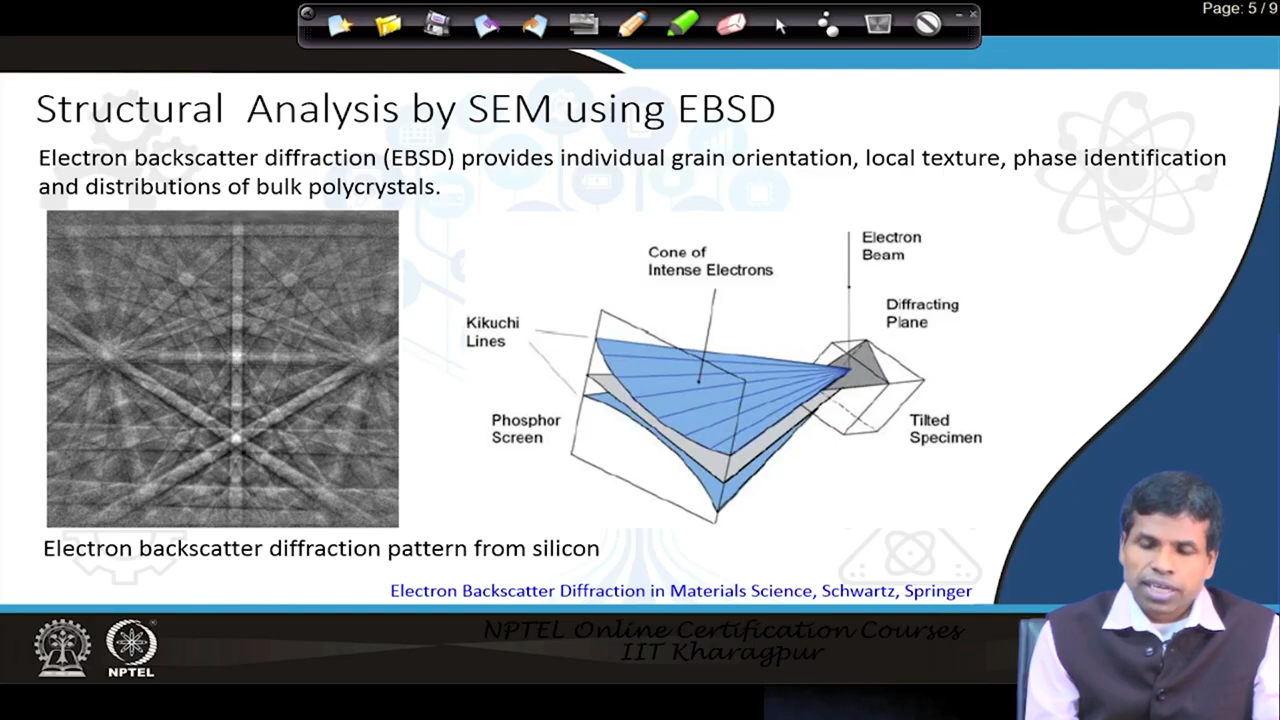 Page: 5 / 9
Structural Analysis by SEM using EBSD
Electron backscatter diffraction (EBSD) provides individual grain orientation, local texture, phase identification
and distributions of bulk polycrystals.
Cone of
Intense Electrons
Electron
Beam
Diffracting
Plane
Kikuchi
Lines
Phosphor
Screen
Tilted
Specimen
Electron backscatter diffraction pattern from silicon
Electron Backscatter Diffraction in Materials Science, Schwartz, Springer
NPTEL Online Certification Courses
IIT Kharagpur
NPTEL